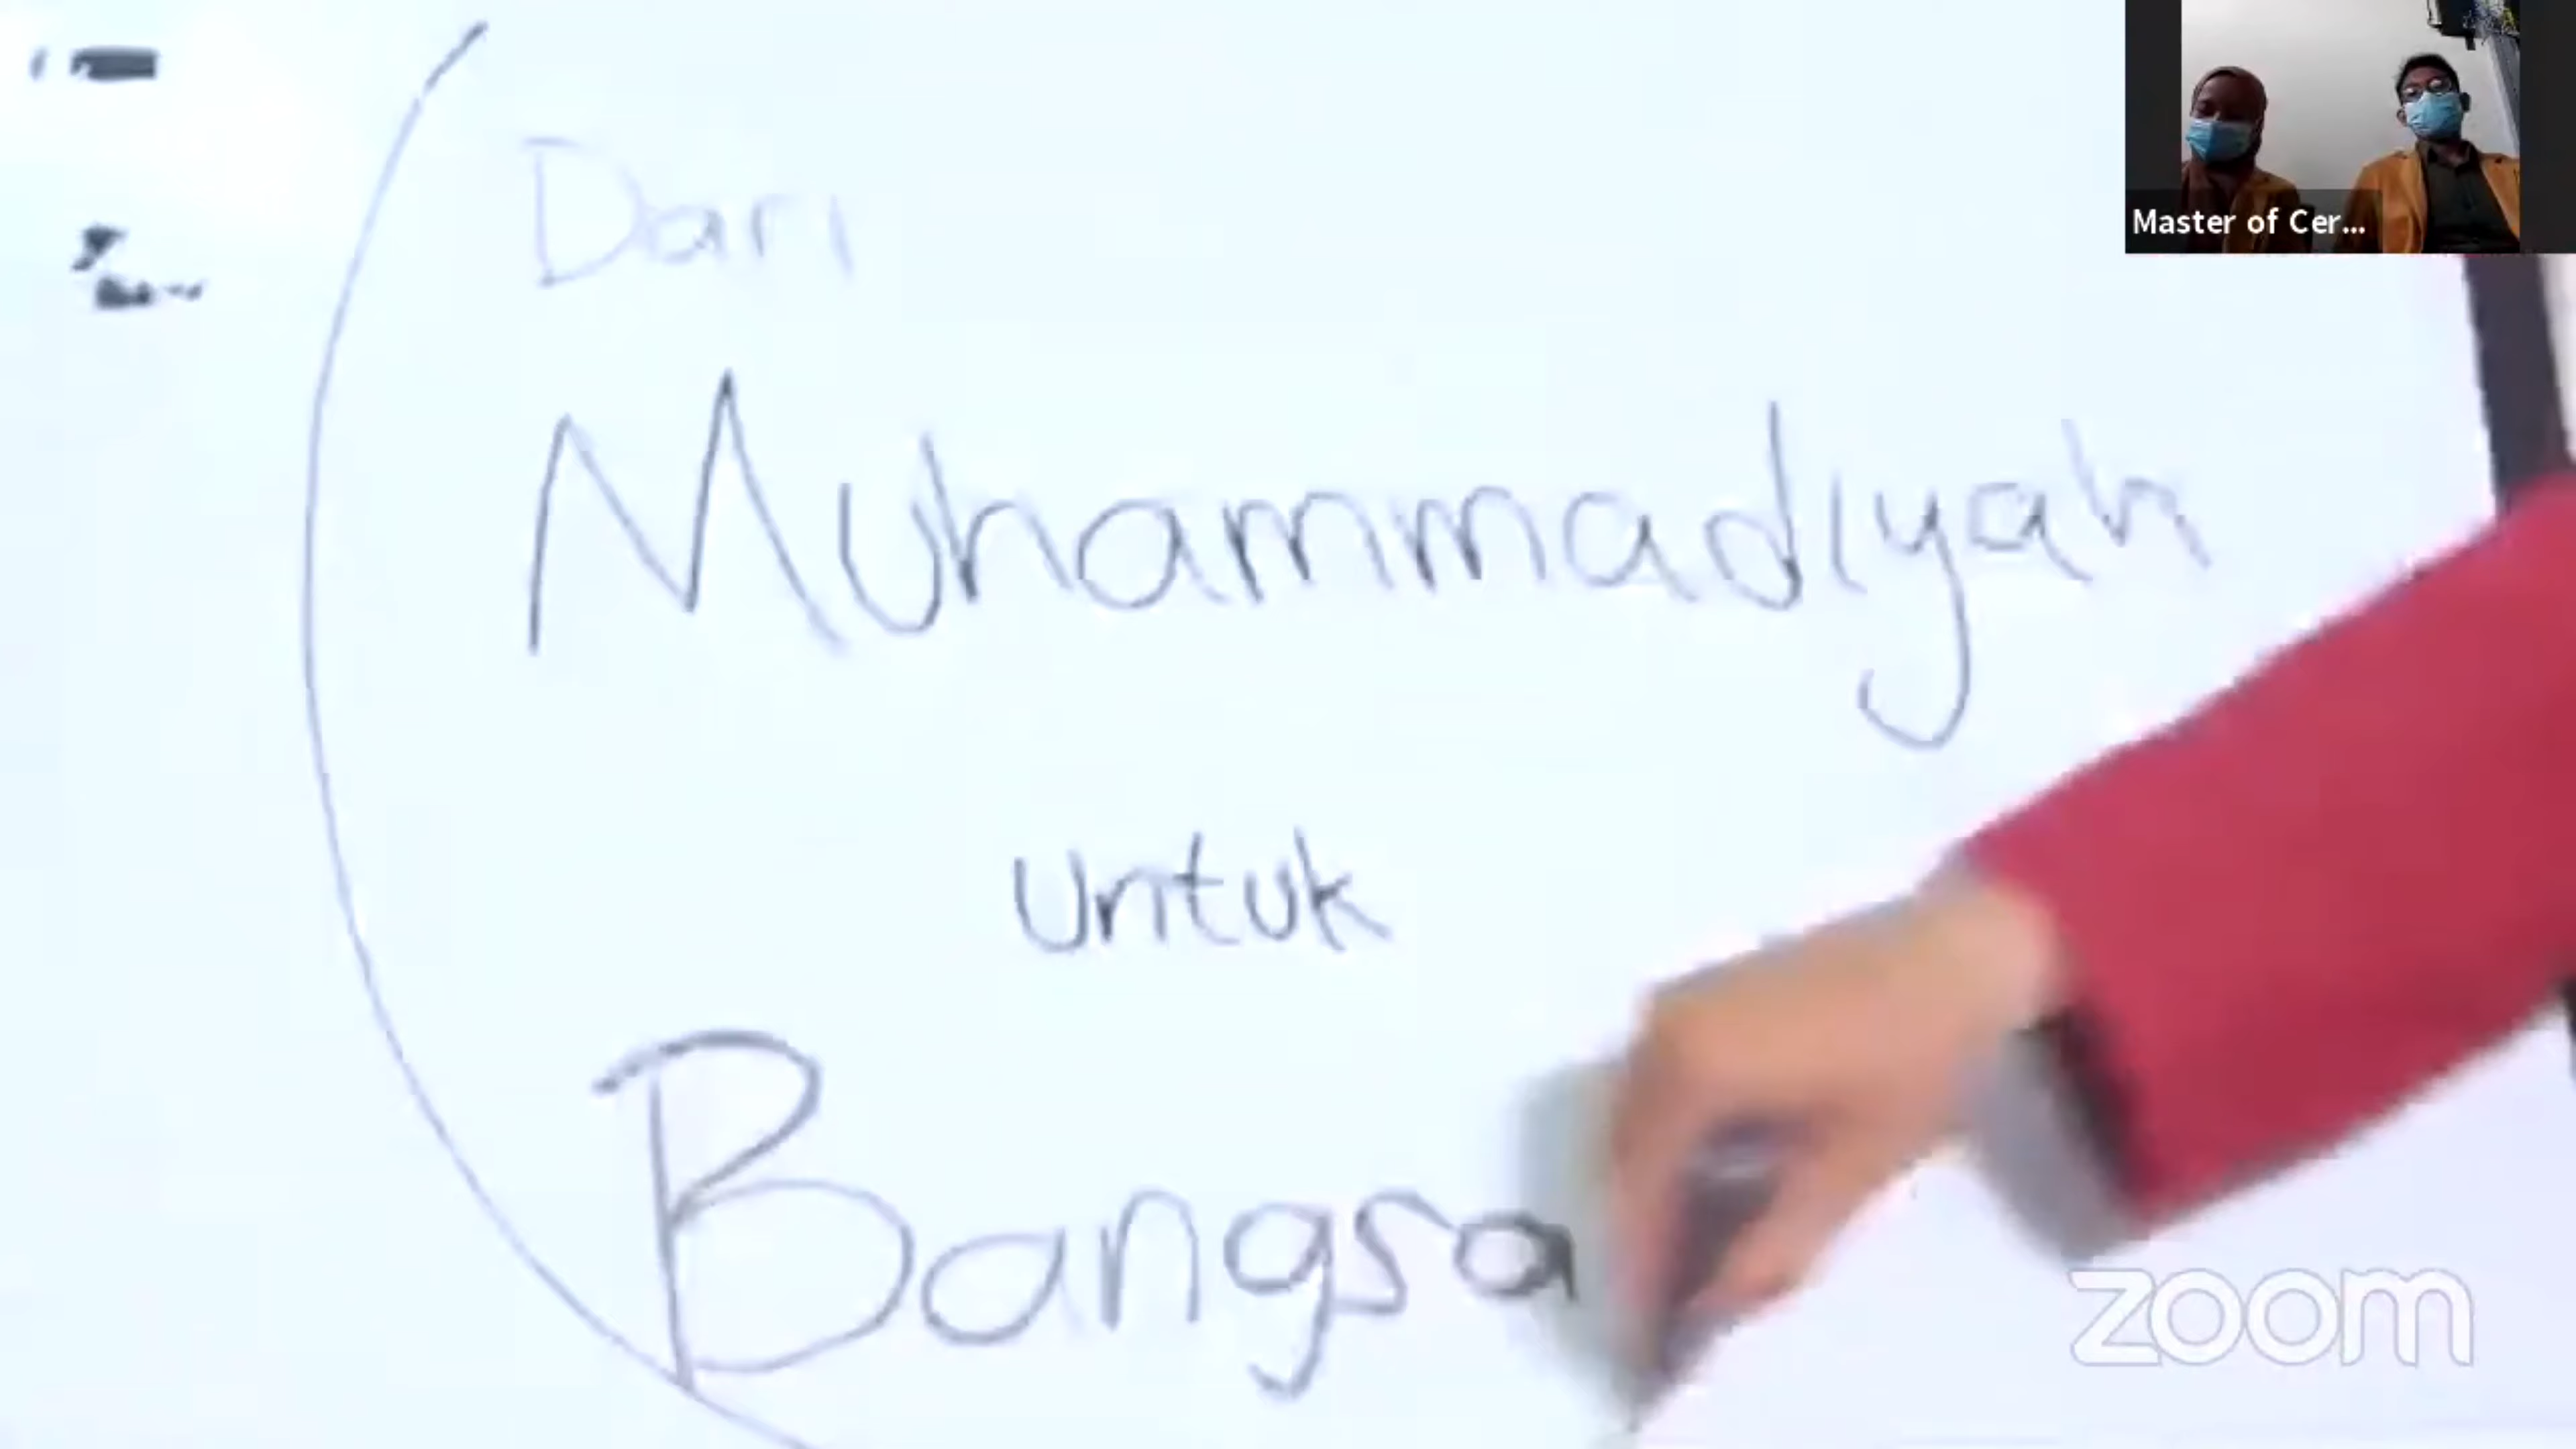 Master of Cer...
Dari
Muhammadiyah
untuk
Bangsa
zoom